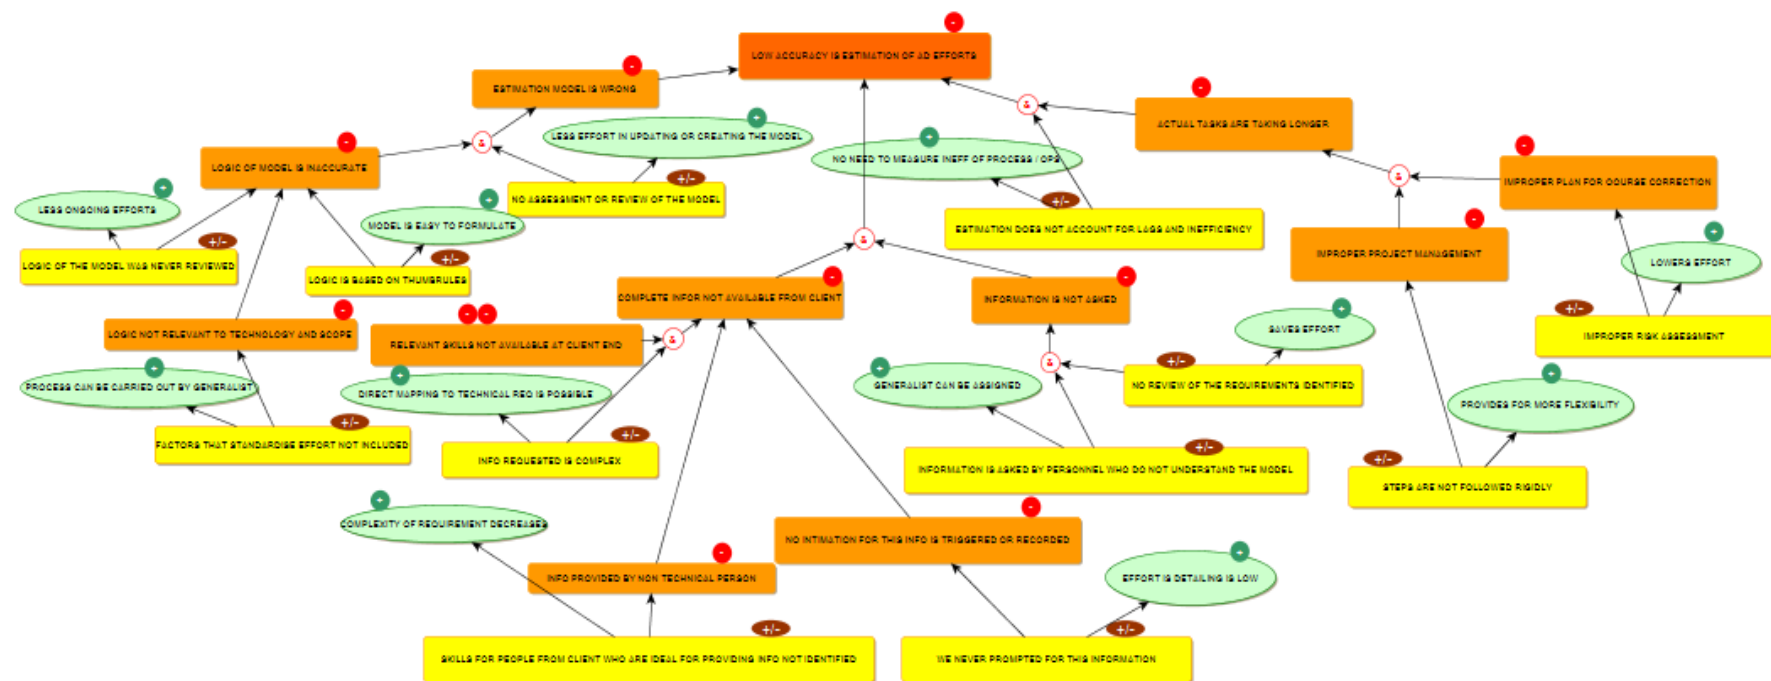 LOW ACCURACY IS ESTIMATION OF AD EFFORTS
-
ESTIMATION MODEL IS WRONG
-
ACTUAL TASKS ARE TAKING LONGER
-
&
LESS EFFORT IN UPDATING OR CREATING THE MODEL
+
&
LOGIC OF MODEL IS INACCURATE
-
NO NEED TO MEASURE INEFF OF PROCESS / OPS
+
IMPROPER PLAN FOR COURSE CORRECTION
-
&
NO ASSESSMENT OR REVIEW OF THE MODEL
+/-
LESS ONGOING EFFORTS
+
MODEL IS EASY TO FORMULATE
+
ESTIMATION DOES NOT ACCOUNT FOR LAGS AND INEFFICIENCY
+/-
&
IMPROPER PROJECT MANAGEMENT
-
LOWERS EFFORT
+
LOGIC OF THE MODEL WAS NEVER REVIEWED
+/-
LOGIC IS BASED ON THUMBRULES
+/-
COMPLETE INFOR NOT AVAILABLE FROM CLIENT
-
INFORMATION IS NOT ASKED
-
LOGIC NOT RELEVANT TO TECHNOLOGY AND SCOPE
-
RELEVANT SKILLS NOT AVAILABLE AT CLIENT END
- -
&
SAVES EFFORT
+
IMPROPER RISK ASSESSMENT
+/-
&
PROCESS CAN BE CARRIED OUT BY GENERALIST
+
DIRECT MAPPING TO TECHNICAL REQ IS POSSIBLE
+
GENERALIST CAN BE ASSIGNED
+
NO REVIEW OF THE REQUIREMENTS IDENTIFIED
+/-
PROVIDES FOR MORE FLEXIBILITY
+
FACTORS THAT STANDARDISE EFFORT NOT INCLUDED
+/-
INFO REQUESTED IS COMPLEX
+/-
INFORMATION IS ASKED BY PERSONNEL WHO DO NOT UNDERSTAND THE MODEL
+/-
STEPS ARE NOT FOLLOWED RIGIDLY
+/-
COMPLEXITY OF REQUIREMENT DECREASES
+
NO INTIMATION FOR THIS INFO IS TRIGGERED OR RECORDED
-
INFO PROVIDED BY NON TECHNICAL PERSON
-
EFFORT IS DETAILING IS LOW
+
SKILLS FOR PEOPLE FROM CLIENT WHO ARE IDEAL FOR PROVIDING INFO NOT IDENTIFIED
+/-
WE NEVER PROMPTED FOR THIS INFORMATION
+/-